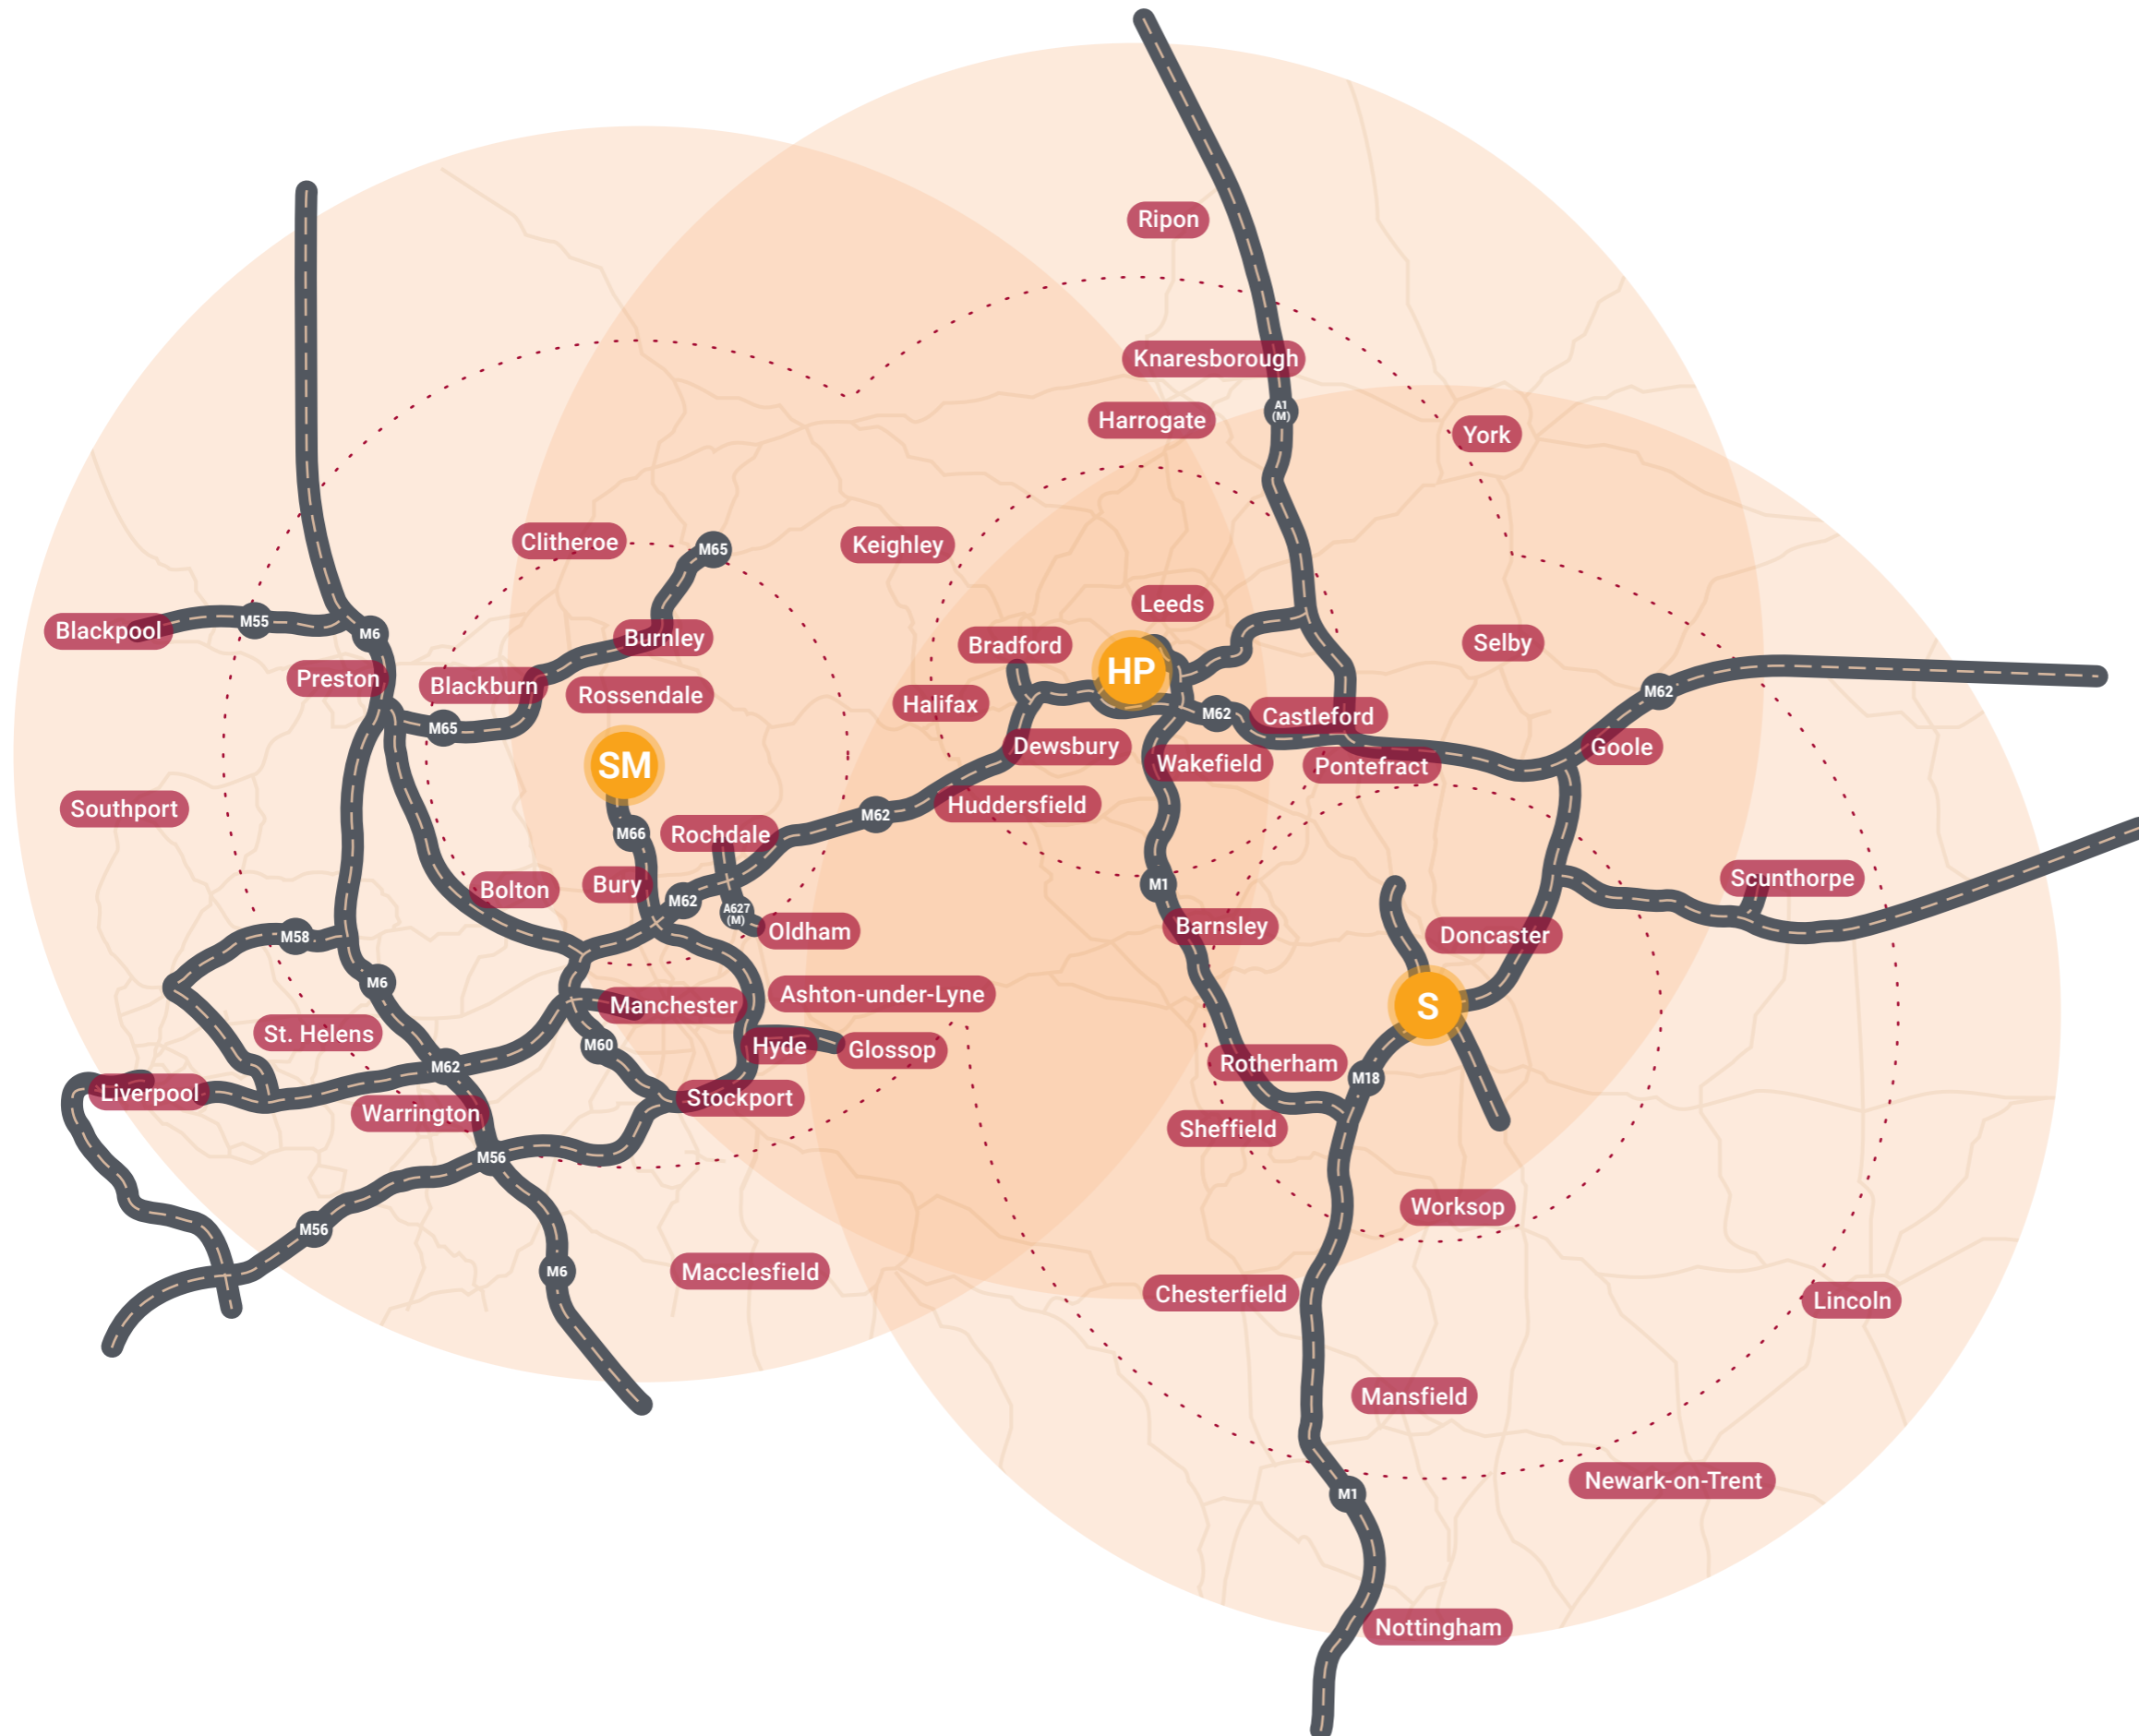 Ripon
Knaresborough
A1
(M)
Harrogate
York
Clitheroe
M65
Keighley
Leeds
Blackpool
M55
M6
Burnley
Bradford
Selby
HP
Preston
Blackburn
Rossendale
M62
Halifax
M62
Castleford
M65
Dewsbury
Goole
SM
Wakefield
Pontefract
Southport
Huddersfield
M62
M66
Rochdale
Bolton
Bury
M1
Scunthorpe
M62
A627
(M)
Barnsley
Oldham
M58
Doncaster
M6
Ashton-under-Lyne
Manchester
S
St. Helens
M60
Hyde
Glossop
M62
Rotherham
M18
Liverpool
Stockport
Warrington
Sheffield
M56
Worksop
M56
M6
Macclesfield
Chesterfield
Lincoln
Mansfield
Newark-on-Trent
M1
Nottingham